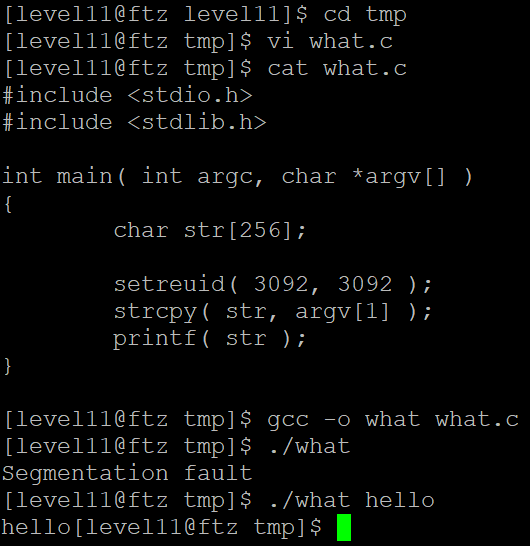 [level11@ftz level11]$ cd tmp
[level11@ftz tmp]$ vi what.c
[level11@ftz tmp]$ cat what.c
#include <stdio.h>
#include <stdlib.h>

int main( int argc, char *argv[] )
{
        char str[256];

        setreuid( 3092, 3092 );
        strcpy( str, argv[1] );
        printf( str );
}

[level11@ftz tmp]$ gcc -o what what.c
[level11@ftz tmp]$ ./what
Segmentation fault
[level11@ftz tmp]$ ./what hello
hello[level11@ftz tmp]$